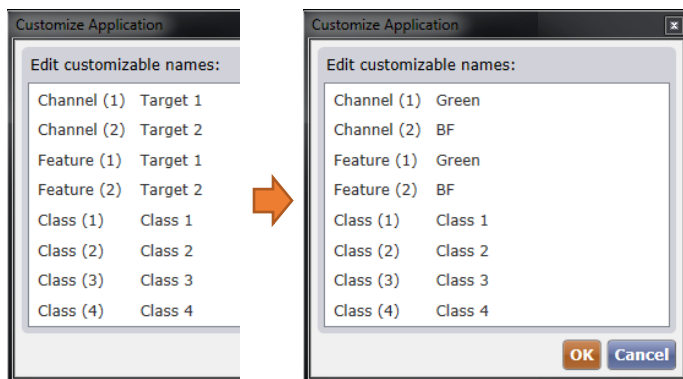 Customize Application
Edit customizable names:
Channel (1) Target 1
Channel (2) Target 2
Feature (1) Target 1
Feature (2) Target 2
Class (1) Class 1
Class (2) Class 2
Class (3) Class 3
Class (4) Class 4
Customize Application
Edit customizable names:
Channel (1) Green
Channel (2) BF
Feature (1) Green
Feature (2) BF
Class (1) Class 1
Class (2) Class 2
Class (3) Class 3
Class (4) Class 4
OK Cancel